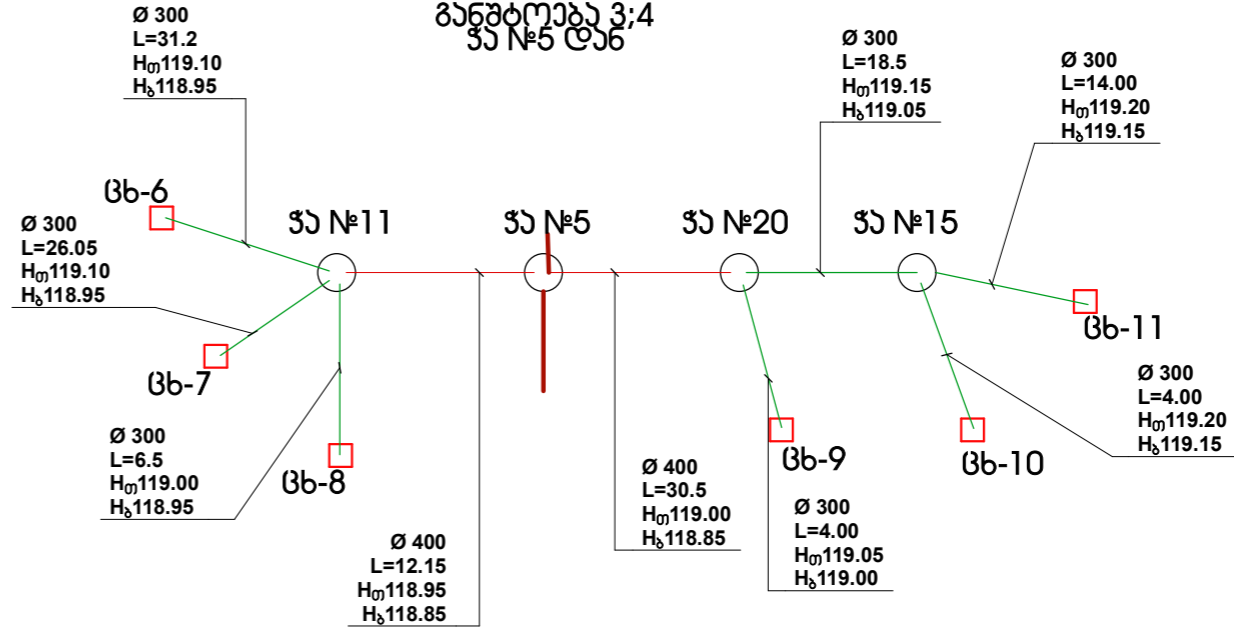 განშტოება 3;4
ჭა №5 დან6
Ø 300
L=31.2
Hთ119.10
Hბ118.95
Ø 300
L=18.5
Hთ119.15
Hბ119.05
Ø 300
L=14.00
Hთ119.20
Hბ119.15
ცხ-6
ჭა №11
ჭა №5
ჭა №20
ჭა №15
Ø 300
L=26.05
Hთ119.10
Hბ118.95
ცხ-11
ცხ-7
Ø 300
L=4.00
Hთ119.20
Hბ119.15
Ø 300
L=6.5
Hთ119.00
Hბ118.95
ცხ-8
ცხ-9
ცხ-10
Ø 400
L=30.5
Hთ119.00
Hბ118.85
Ø 300
L=4.00
Hთ119.05
Hბ119.00
Ø 400
L=12.15
Hთ118.95
Hბ118.85